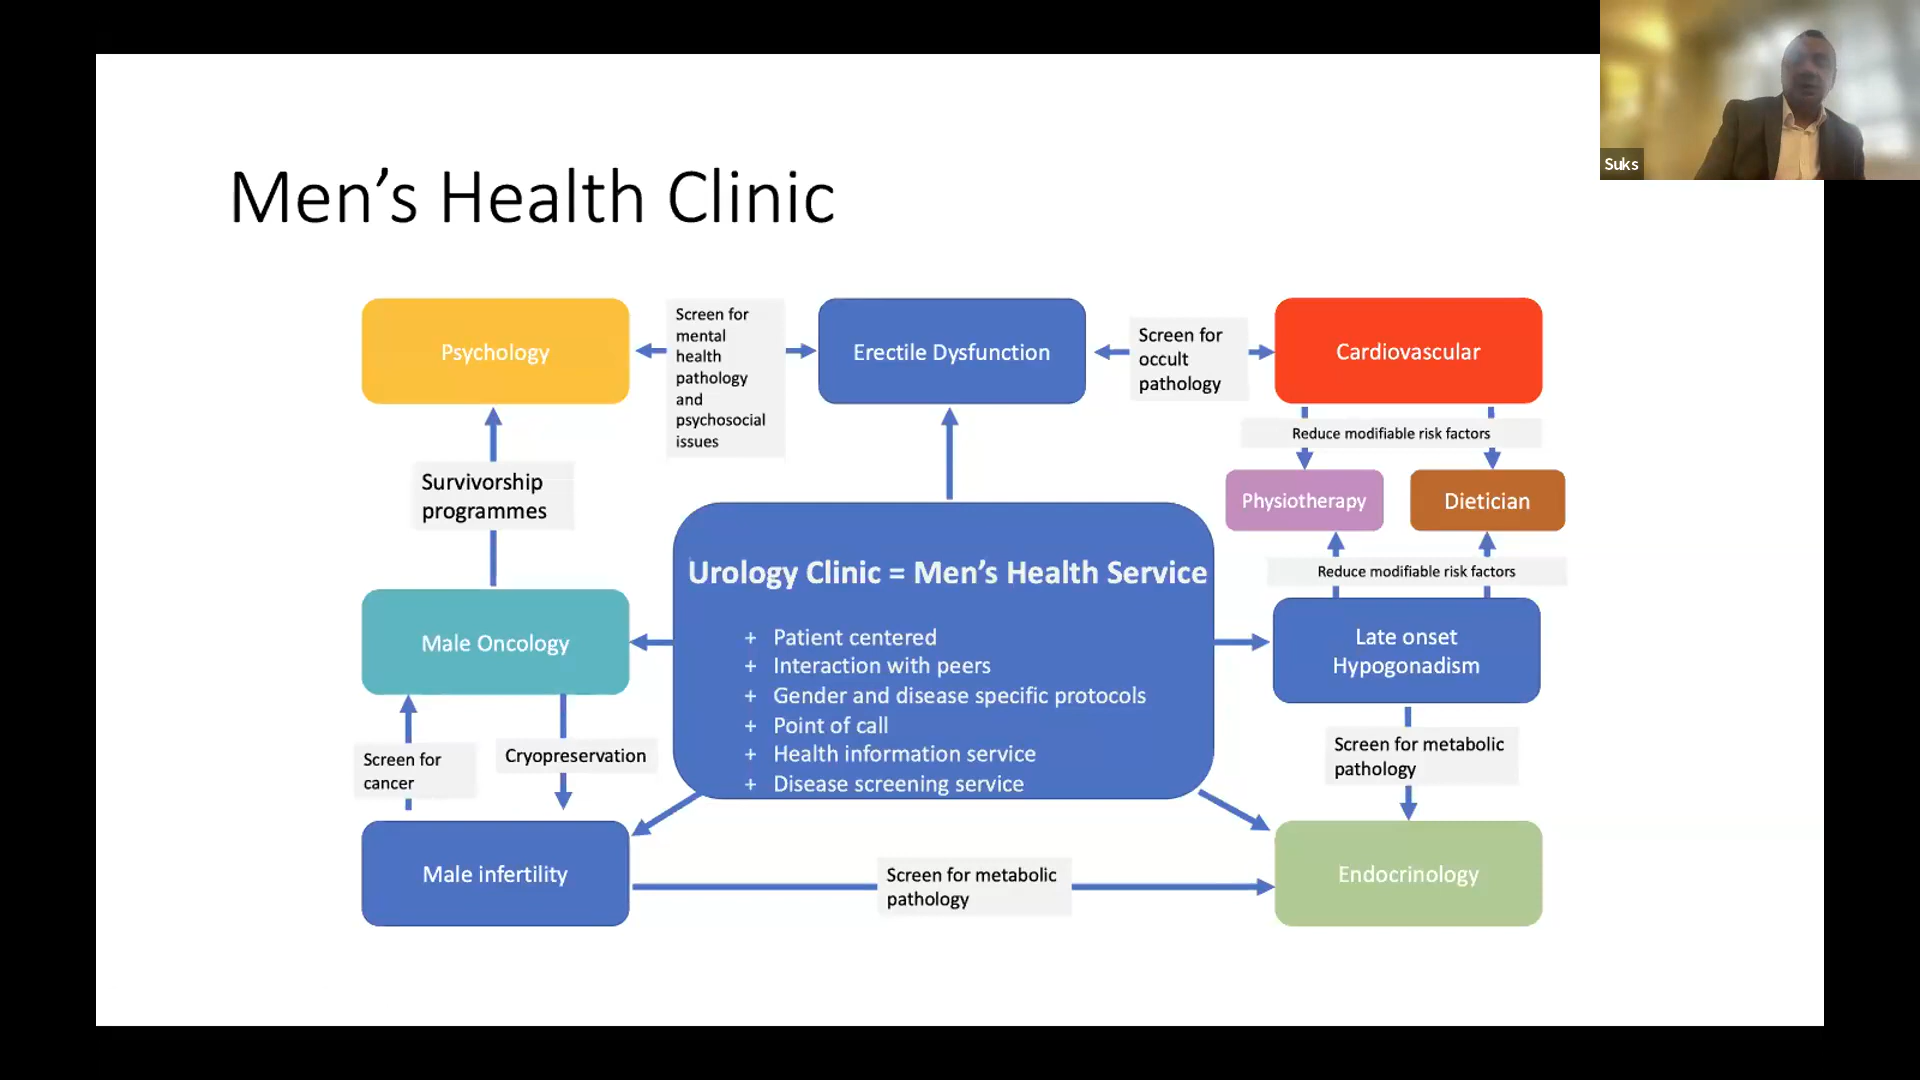 Suks
Men’s Health Clinic
Psychology
Screen for
mental
health
pathology
and
psychosocial
issues
Erectile Dysfunction
Screen for
occult
pathology
Cardiovascular
Reduce modifiable risk factors
Survivorship
programmes
Physiotherapy
Dietician
Reduce modifiable risk factors
Urology Clinic = Men’s Health Service
+ Patient centered
+ Interaction with peers
+ Gender and disease specific protocols
+ Point of call
+ Health information service
+ Disease screening service
Male Oncology
Late onset
Hypogonadism
Screen for
cancer
Cryopreservation
Screen for metabolic
pathology
Male infertility
Screen for metabolic
pathology
Endocrinology